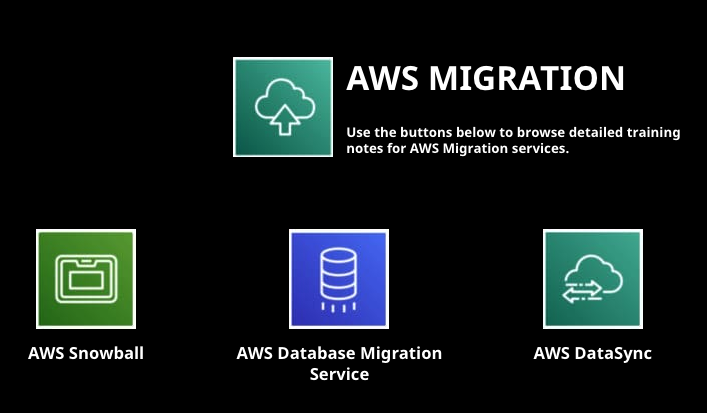 AWS MIGRATION
Use the buttons below to browse detailed training
notes for AWS Migration services.
AWS Snowball
AWS Database Migration
Service
AWS DataSync